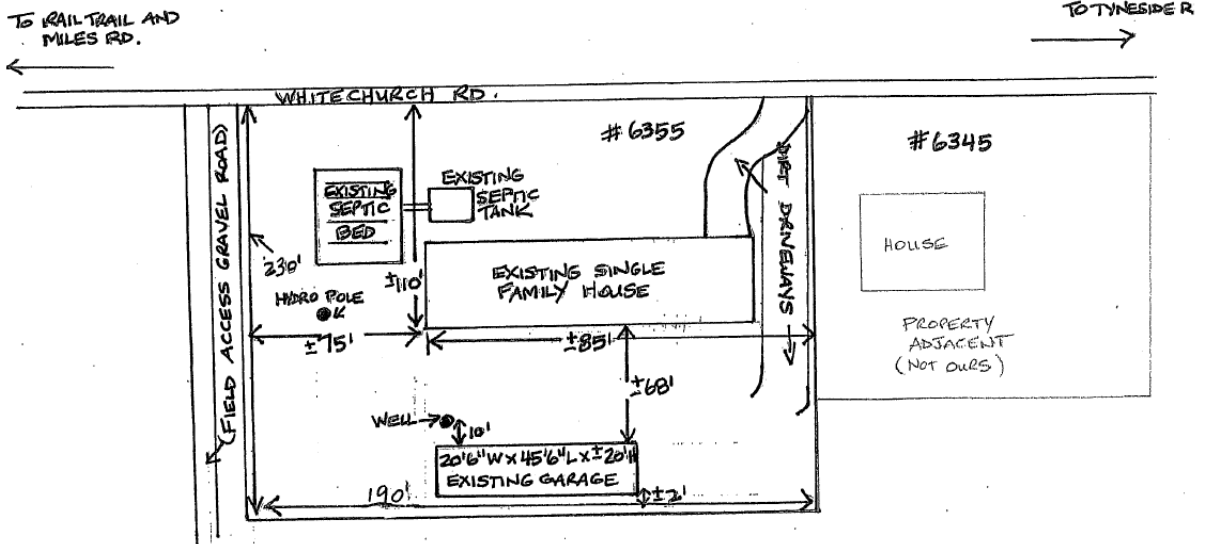 TO RAIL TRAIL AND
MILES RD.
TO TYNESIDE R
WHITECHURCH RD.
#6355
#6345
(FIELD ACCESS GRAVEL ROAD)
EXISTING
SEPTIC
BED
EXISTING
SEPTIC
TANK
DIRT DRIVEWAYS
HOUSE
230'
±110'
EXISTING SINGLE
FAMILY HOUSE
HYDRO POLE
±75'
±85'
PROPERTY
ADJACENT
(NOT OURS)
±68'
WELL
10'
20'6"W x 45'6"L x ±20'H
EXISTING GARAGE
190'
±2'